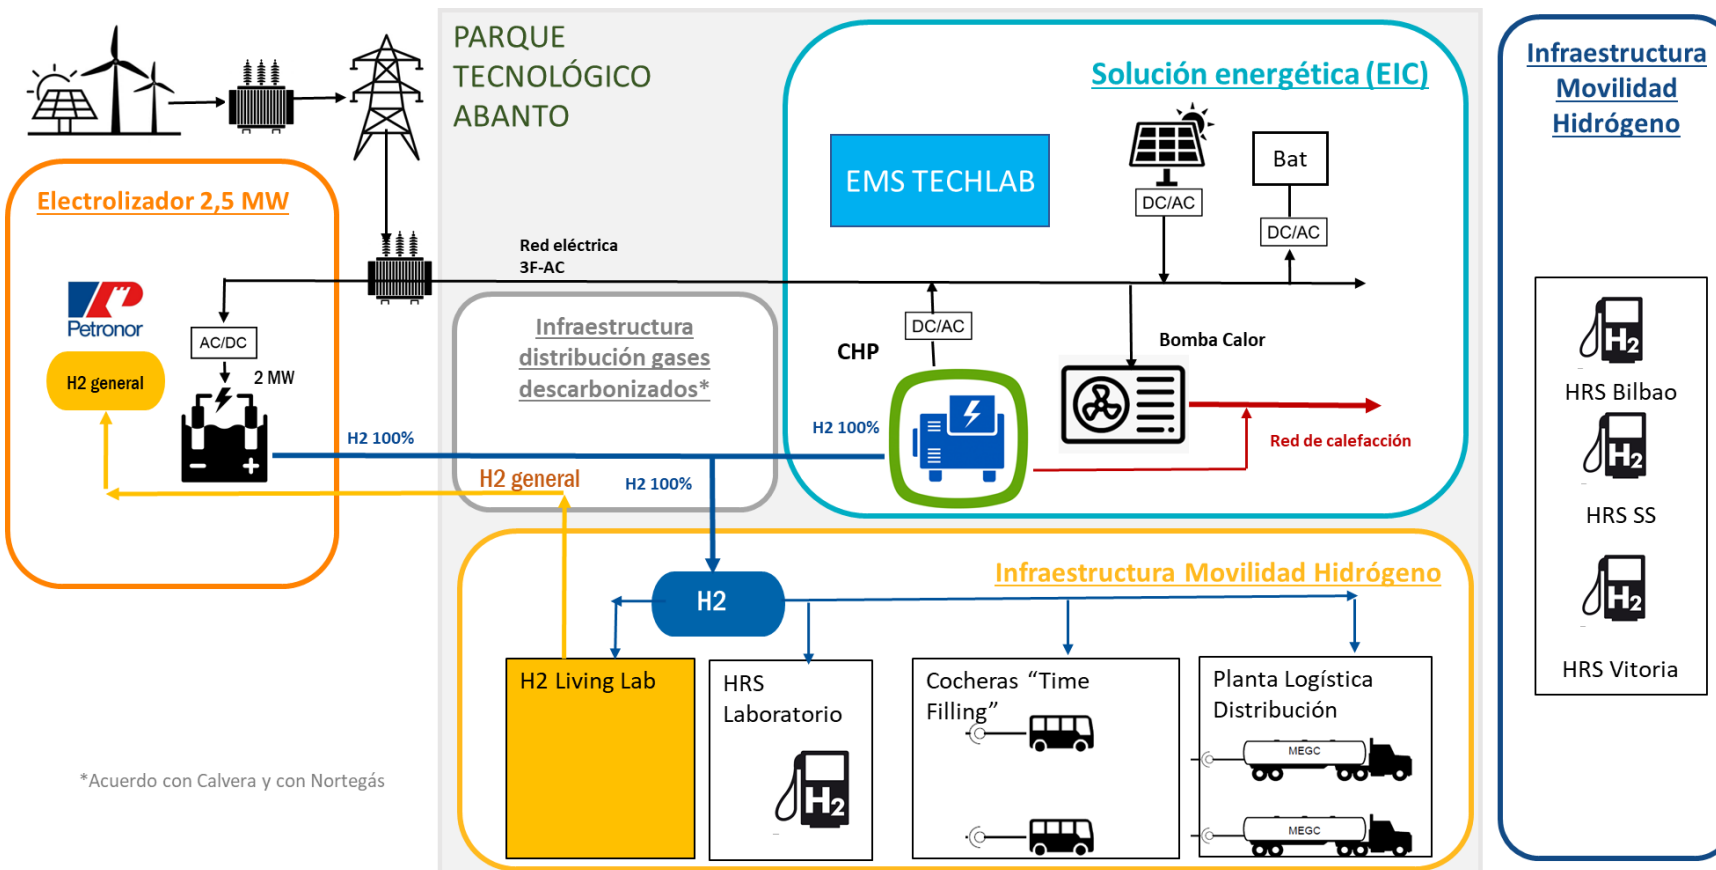 PARQUE
TECNOLÓGICO
ABANTO
Solución energética (EIC)
Infraestructura
Movilidad
Hidrógeno
EMS TECHLAB
Bat
DC/AC
DC/AC
Electrolizador 2,5 MW
Red eléctrica
3F-AC
Petronor
AC/DC
H2 general
2 MW
Infraestructura
distribución gases
descarbonizados*
DC/AC
CHP
Bomba Calor
H2 100%
H2 100%
Red de calefacción
H2 general
H2 100%
H2
HRS Bilbao
H2
HRS SS
H2
HRS Vitoria
Infraestructura Movilidad Hidrógeno
H2
H2 Living Lab
HRS
Laboratorio
H2
Cocheras “Time
Filling”
Planta Logística
Distribución
MEGC
MEGC
*Acuerdo con Calvera y con Nortegás